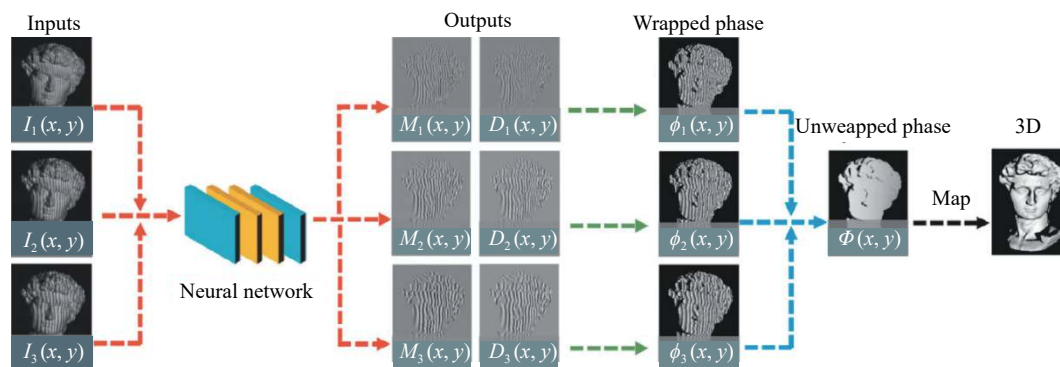 Inputs
Outputs
Wrapped phase
I₁(x, y)
M₁(x, y)
D₁(x, y)
ϕ₁(x, y)
Unweapped phase
3D
I₂(x, y)
M₂(x, y)
D₂(x, y)
ϕ₂(x, y)
Φ(x, y)
Map
Neural network
I₃(x, y)
M₃(x, y)
D₃(x, y)
ϕ₃(x, y)